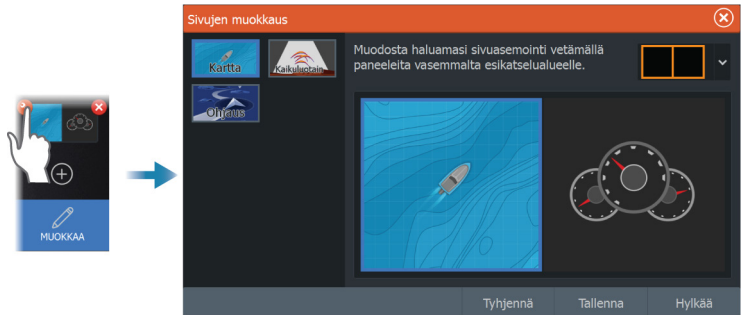 MUOKKAA
Sivujen muokkaus
Kartta
Kaikuluotain
Ohjaus
Muodosta haluamasi sivuasemointi vetämällä
paneeleita vasemmalta esikatselualueelle.
Tyhjennä
Tallenna
Hylkää